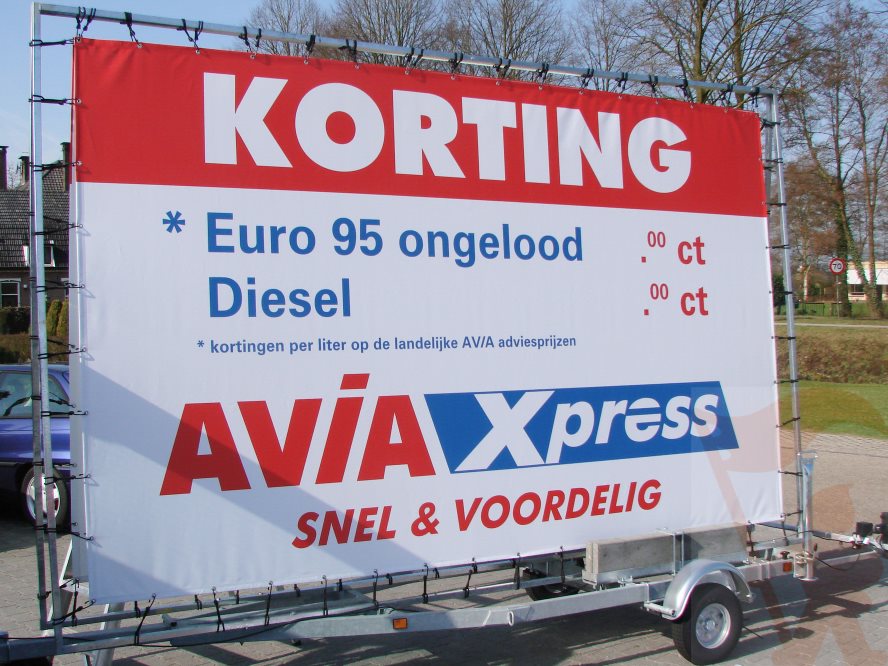 KORTING
* Euro 95 ongelood .00 ct
Diesel .00 ct
* kortingen per liter op de landelijke AV/A adviesprijzen
AViA Xpress
SNEL & VOORDELIG
70